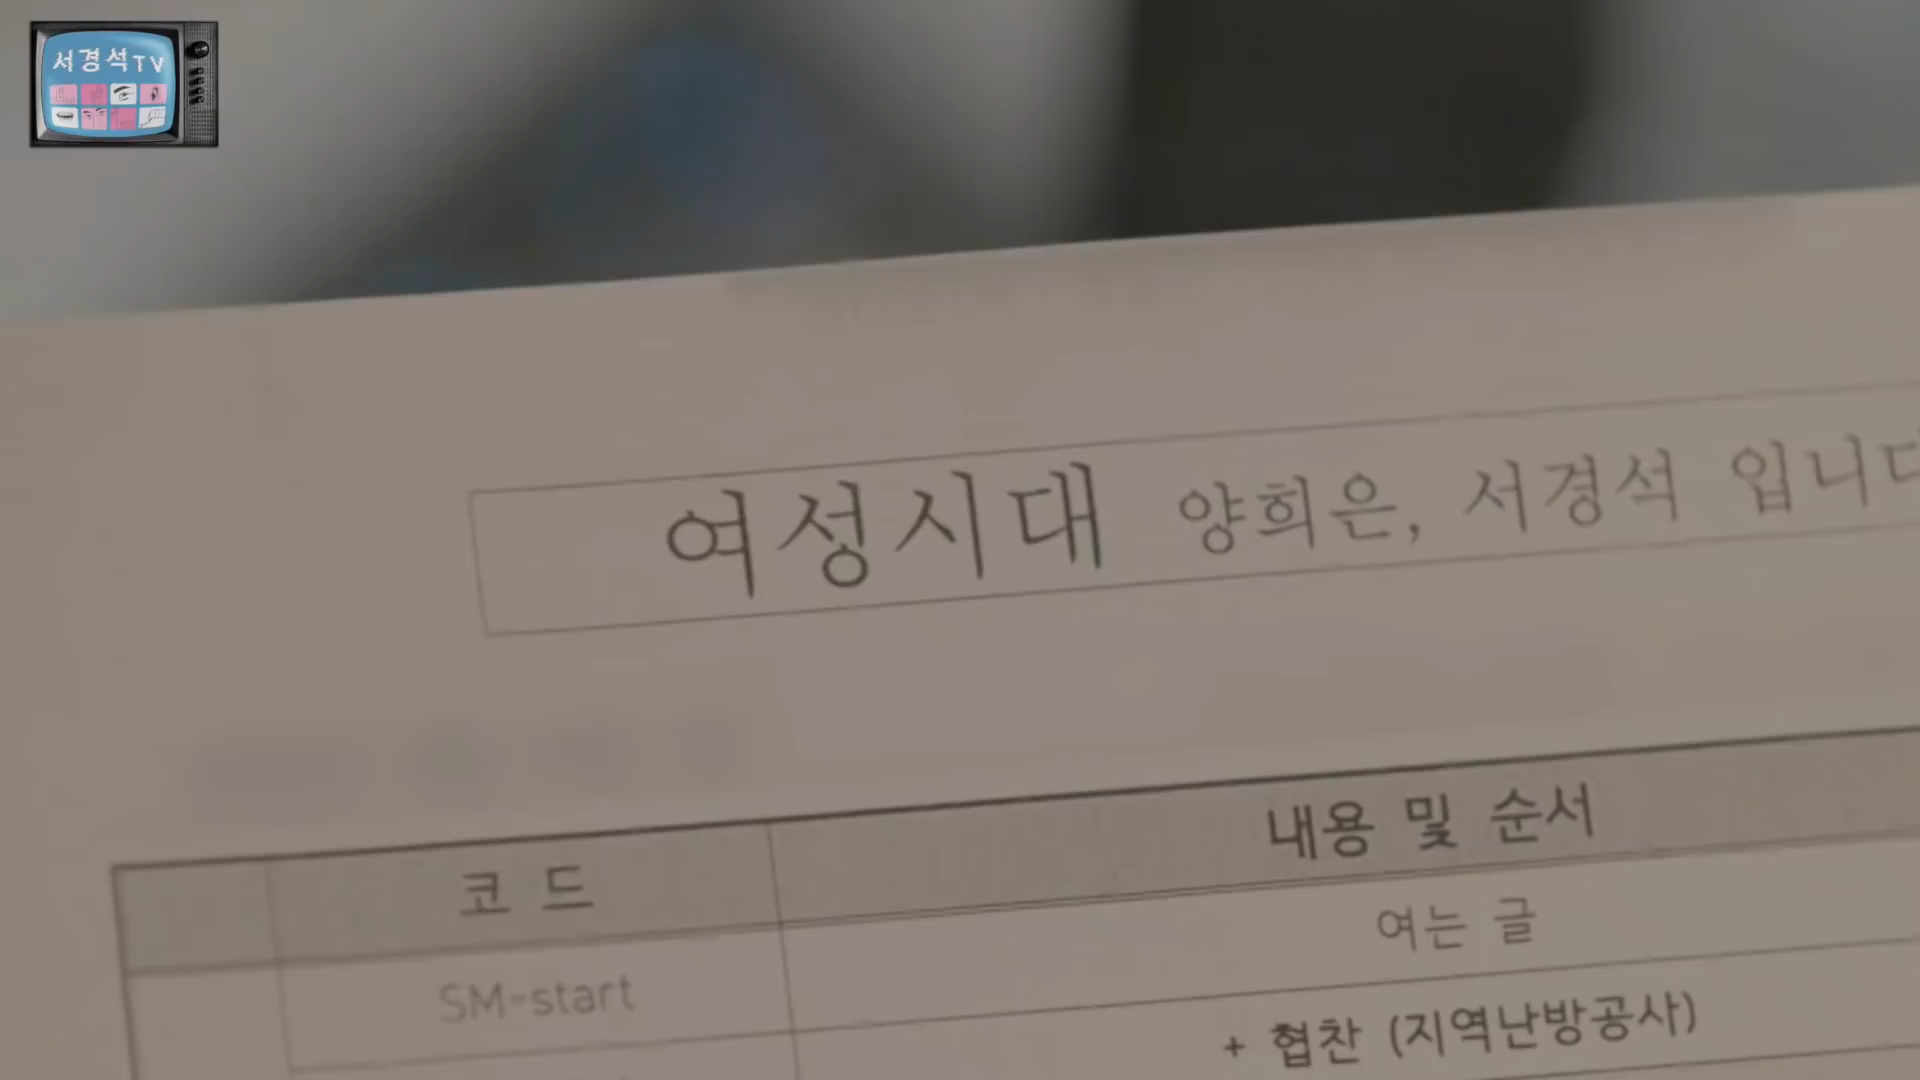 서경석TV
여성시대 양희은, 서경석 입니다
코 드
내용 및 순서
SM-start
여는 글
+ 협찬 (지역난방공사)